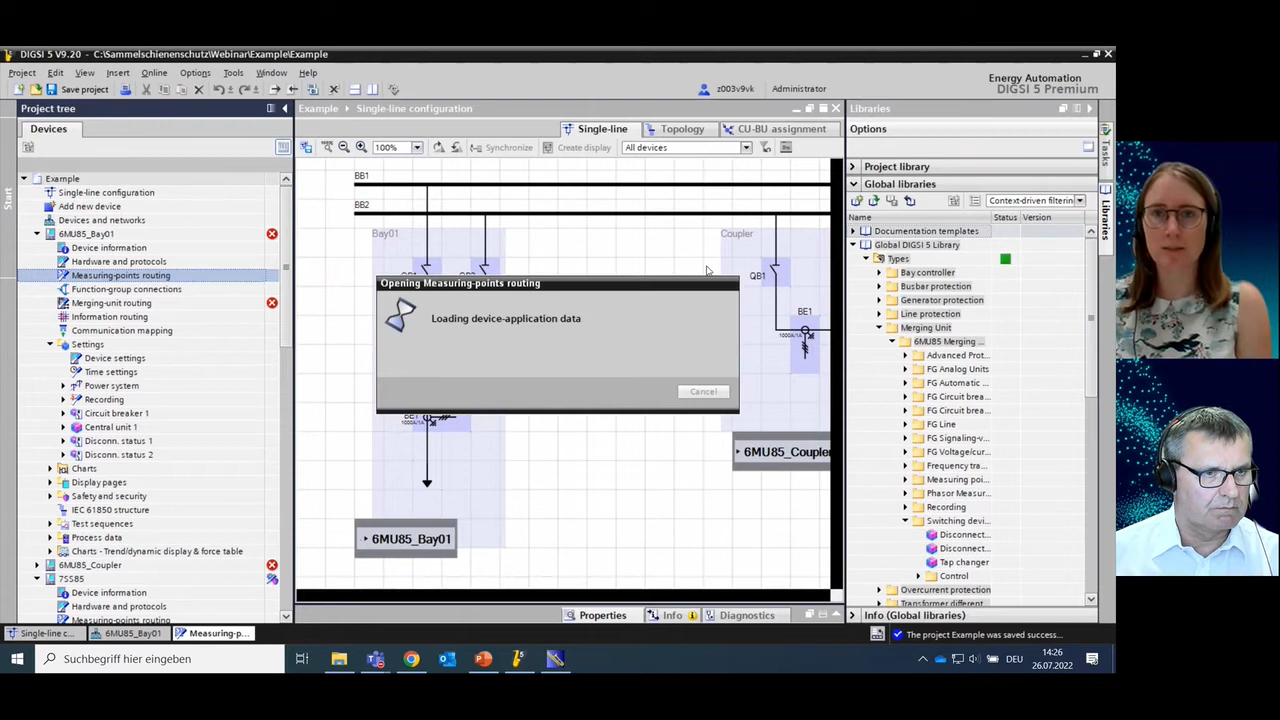 DIGSI 5 V9.20 - C:\Sammelschienenschutz\Webinar\Example\Example
Project Edit View Insert Online Options Tools Window Help
Energy Automation
DIGSI 5 Premium
Save project
z003v9vk
Administrator
Project tree
Devices
Start
Example
Single-line configuration
Add new device
Devices and networks
6MU85_Bay01
Device information
Hardware and protocols
Measuring-points routing
Function-group connections
Merging-unit routing
Information routing
Communication mapping
Settings
Device settings
Time settings
Power system
Recording
Circuit breaker 1
Central unit 1
Disconn. status 1
Disconn. status 2
Charts
Display pages
Safety and security
IEC 61850 structure
Test sequences
Process data
Charts - Trend/dynamic display & force table
6MU85_Coupler
7SS85
Device information
Hardware and protocols
Measuring-points routing
Example
Single-line configuration
Single-line
Topology
CU-BU assignment
100%
Synchronize
Create display
All devices
BB1
BB2
Bay01
Coupler
QB1
BE1
1000A/1A
Opening Measuring-points routing
Loading device-application data
Cancel
1000A/1A
6MU85_Coupler
6MU85_Bay01
Properties
Info
Diagnostics
Libraries
Options
Project library
Global libraries
Context-driven filterin
Name
Status
Version
Documentation templates
Global DIGSI 5 Library
Types
Bay controller
Busbar protection
Generator protection
Line protection
Merging Unit
6MU85 Merging ...
Advanced Prot...
FG Analog Units
FG Automatic ...
FG Circuit brea...
FG Circuit brea...
FG Line
FG Signaling-v...
FG Voltage/cur...
Frequency tra...
Measuring poi...
Phasor Measur...
Recording
Switching devi...
Disconnect...
Disconnect...
Tap changer
Control
Overcurrent protection
Transformer different...
Info (Global libraries)
Tasks
Libraries
Single-line c...
6MU85_Bay01
Measuring-p...
The project Example was saved success...
Suchbegriff hier eingeben
DEU
14:26
26.07.2022